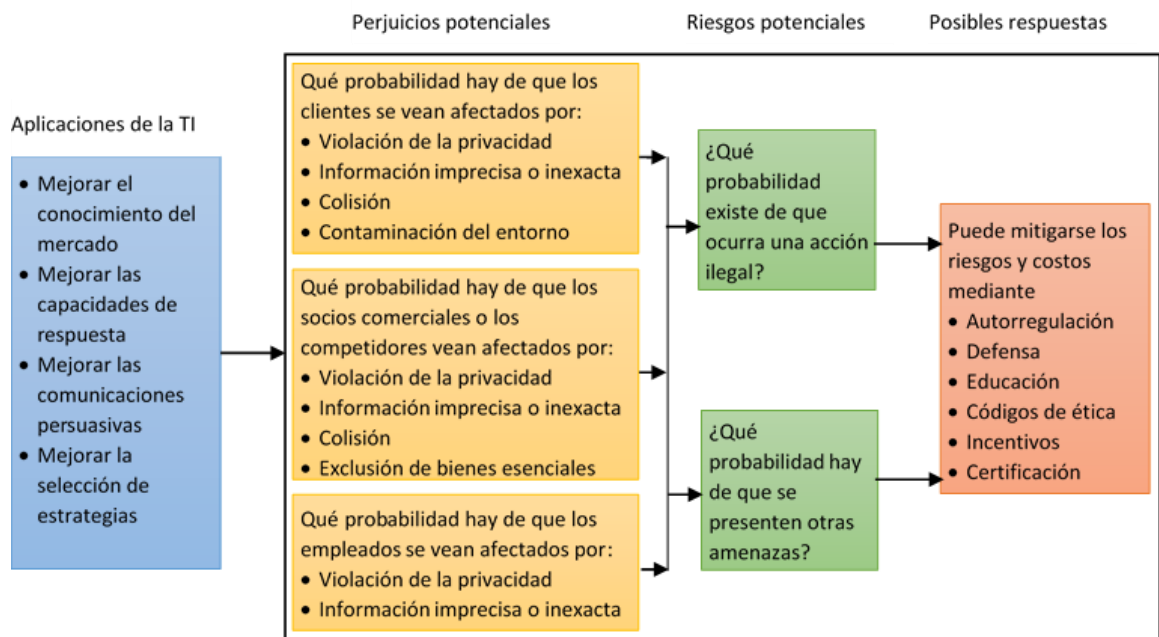 Perjuicios potenciales
Riesgos potenciales
Posibles respuestas
Aplicaciones de la TI
• Mejorar el
conocimiento del
mercado
• Mejorar las
capacidades de
respuesta
• Mejorar las
comunicaciones
persuasivas
• Mejorar la
selección de
estrategias
Qué probabilidad hay de que los
clientes se vean afectados por:
• Violación de la privacidad
• Información imprecisa o inexacta
• Colisión
• Contaminación del entorno
Qué probabilidad hay de que los
socios comerciales o los
competidores vean afectados por:
• Violación de la privacidad
• Información imprecisa o inexacta
• Colisión
• Exclusión de bienes esenciales
Qué probabilidad hay de que los
empleados se vean afectados por:
• Violación de la privacidad
• Información imprecisa o inexacta
¿Qué
probabilidad
existe de que
ocurra una acción
ilegal?
¿Qué
probabilidad hay
de que se
presenten otras
amenazas?
Puede mitigarse los
riesgos y costos
mediante
• Autorregulación
• Defensa
• Educación
• Códigos de ética
• Incentivos
• Certificación